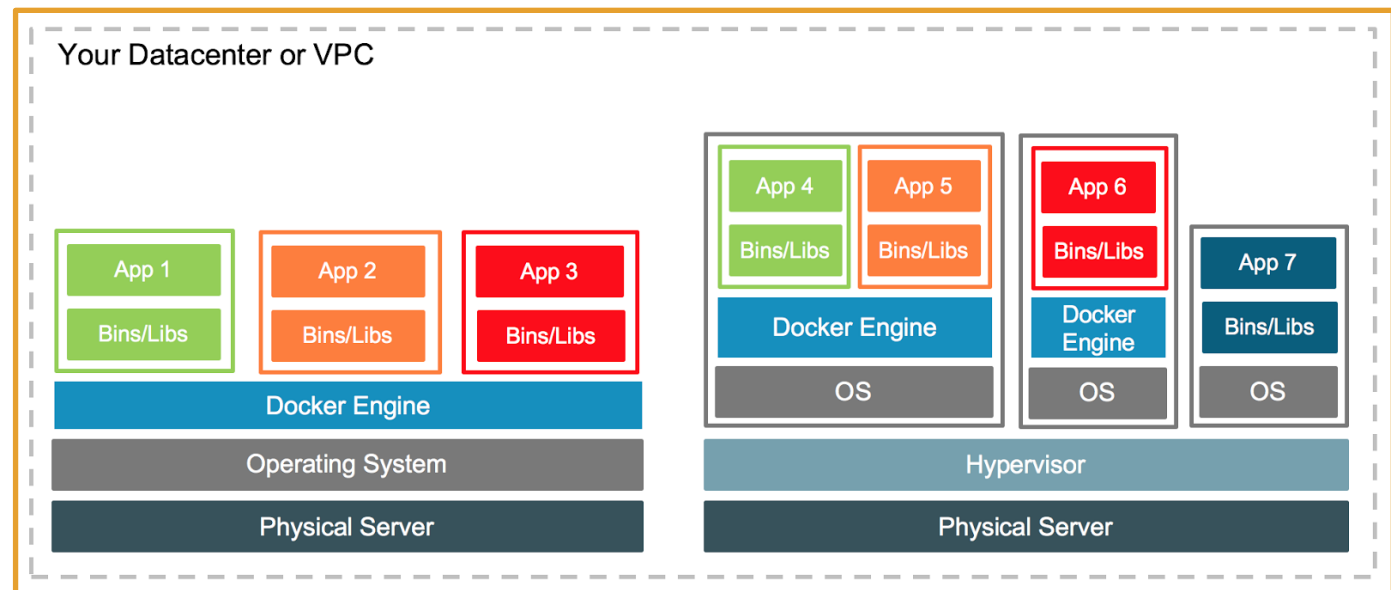 Your Datacenter or VPC
App 1
Bins/Libs
App 2
Bins/Libs
App 3
Bins/Libs
Docker Engine
Operating System
Physical Server
App 4
Bins/Libs
App 5
Bins/Libs
Docker Engine
OS
App 6
Bins/Libs
Docker
Engine
OS
App 7
Bins/Libs
OS
Hypervisor
Physical Server